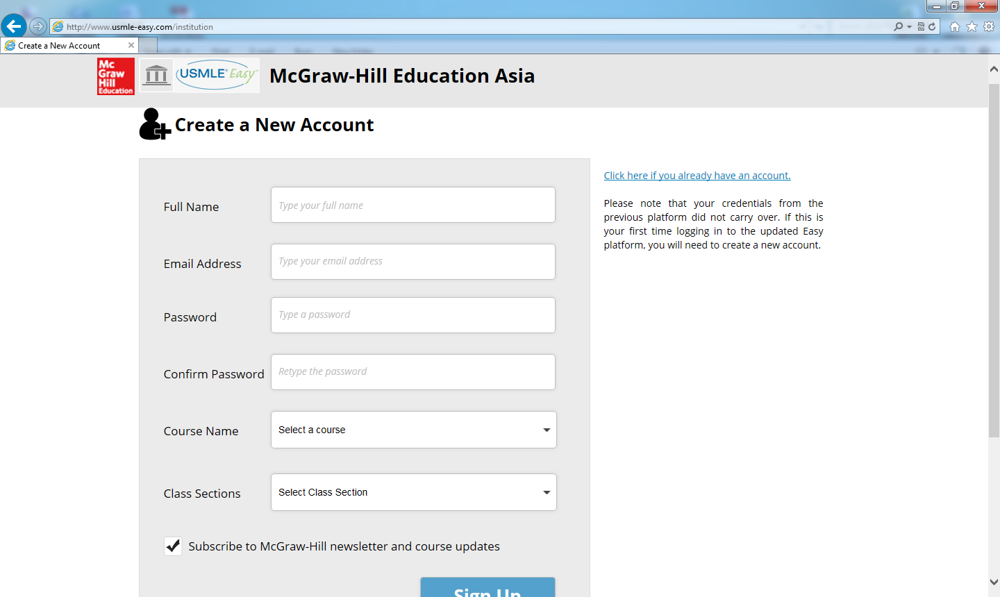 http://www.usmle-easy.com/institution
Create a New Account
Mc
Graw
Hill
Education
USMLE® Easy™
McGraw-Hill Education Asia
Create a New Account
Click here if you already have an account.
Please note that your credentials from the
previous platform did not carry over. If this is
your first time logging in to the updated Easy
platform, you will need to create a new account.
Full Name
Type your full name
Email Address
Type your email address
Password
Type a password
Confirm Password
Retype the password
Course Name
Select a course
Class Sections
Select Class Section
Subscribe to McGraw-Hill newsletter and course updates
Sign Up